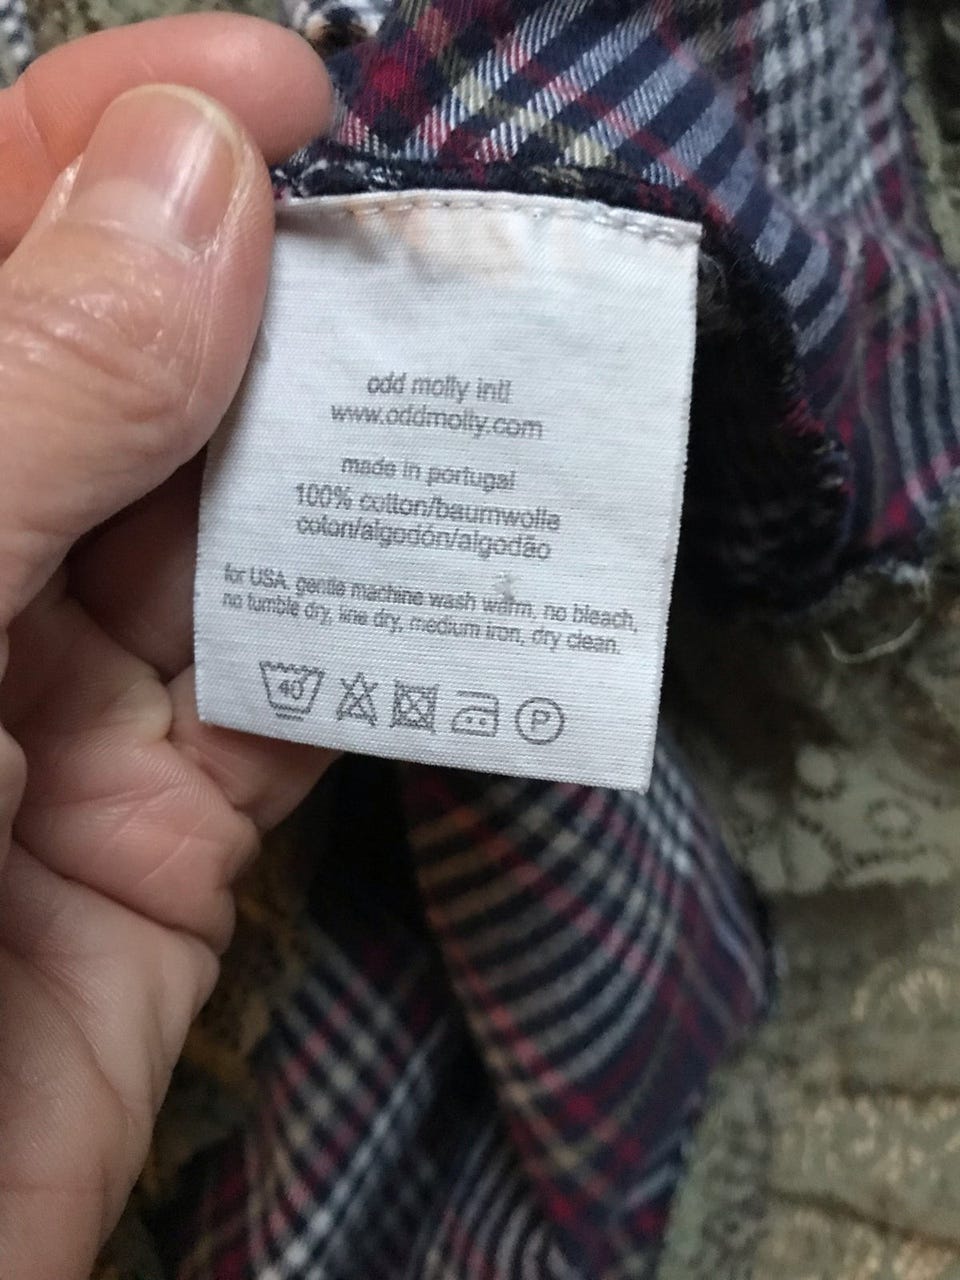 odd molly intl
www.oddmolly.com
made in portugal
100% cotton/baumwolle
coton/algodón/algodão
for USA. gentle machine wash warm, no bleach,
no tumble dry, line dry, medium iron, dry clean.
40 P